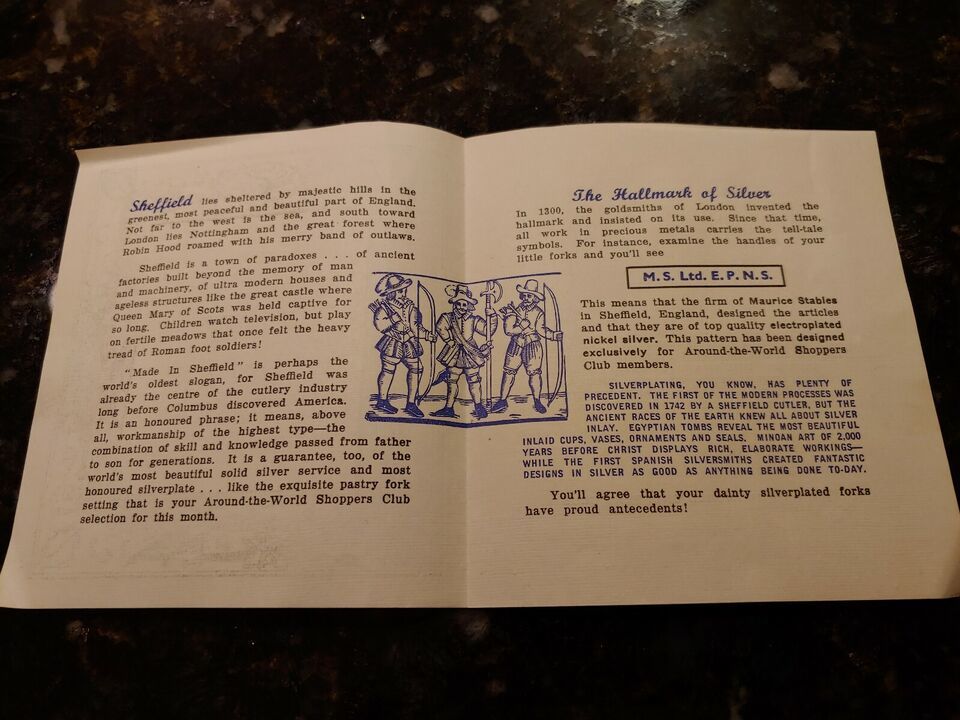 Sheffield lies sheltered by majestic hills in the
greenest, most peaceful and beautiful part of England.
Not far to the west is the sea, and south toward
London lies Nottingham and the great forest where
Robin Hood roamed with his merry band of outlaws.
Sheffield is a town of paradoxes . . . of ancient
factories built beyond the memory of man
and machinery, of ultra modern houses and
ageless structures like the great castle where
Queen Mary of Scots was held captive for
so long. Children watch television, but play
on fertile meadows that once felt the heavy
tread of Roman foot soldiers!
"Made In Sheffield" is perhaps the
world's oldest slogan, for Sheffield was
already the centre of the cutlery industry
long before Columbus discovered America.
It is an honoured phrase; it means, above
all, workmanship of the highest type—the
combination of skill and knowledge passed from father
to son for generations. It is a guarantee, too, of the
world's most beautiful solid silver service and most
honoured silverplate . . . like the exquisite pastry fork
setting that is your Around-the-World Shoppers Club
selection for this month.
The Hallmark of Silver
In 1300, the goldsmiths of London invented the
hallmark and insisted on its use. Since that time,
all work in precious metals carries the tell-tale
symbols. For instance, examine the handles of your
little forks and you'll see
M.S. Ltd. E.P.N.S.
This means that the firm of Maurice Stables
in Sheffield, England, designed the articles
and that they are of top quality electroplated
nickel silver. This pattern has been designed
exclusively for Around-the-World Shoppers
Club members.
SILVERPLATING, YOU KNOW, HAS PLENTY OF
PRECEDENT. THE FIRST OF THE MODERN PROCESSES WAS
DISCOVERED IN 1742 BY A SHEFFIELD CUTLER, BUT THE
ANCIENT RACES OF THE EARTH KNEW ALL ABOUT SILVER
INLAY. EGYPTIAN TOMBS REVEAL THE MOST BEAUTIFUL
INLAID CUPS, VASES, ORNAMENTS AND SEALS. MINOAN ART OF 2,000
YEARS BEFORE CHRIST DISPLAYS RICH, ELABORATE WORKINGS—
WHILE THE FIRST SPANISH SILVERSMITHS CREATED FANTASTIC
DESIGNS IN SILVER AS GOOD AS ANYTHING BEING DONE TO-DAY.
You'll agree that your dainty silverplated forks
have proud antecedents!